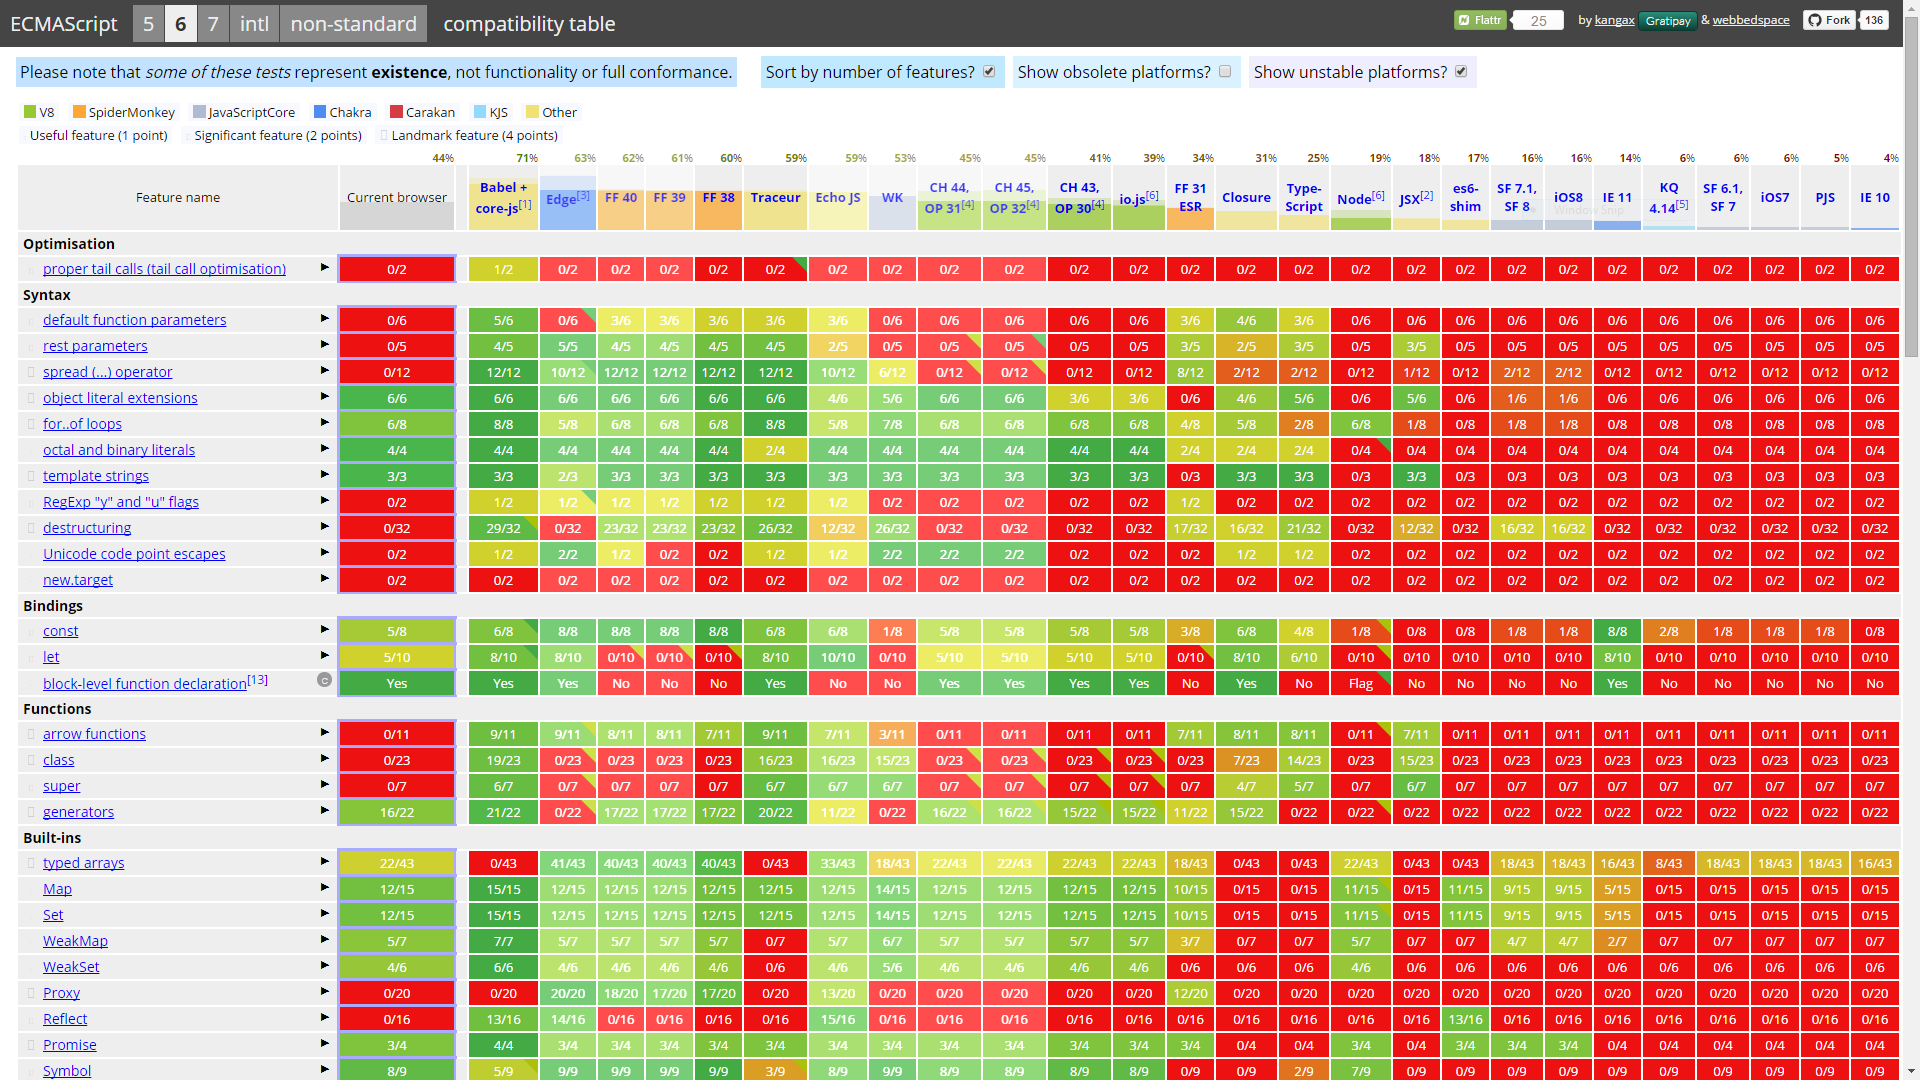 ECMAScript 5 6 7 intl non-standard compatibility table Flattr 25 by kangax Gratipay & webbedspace Fork 136
Please note that some of these tests represent existence, not functionality or full conformance. Sort by number of features? Show obsolete platforms? Show unstable platforms?
V8 SpiderMonkey JavaScriptCore Chakra Carakan KJS Other
Useful feature (1 point) Significant feature (2 points) Landmark feature (4 points)
44% 71% 63% 62% 61% 60% 59% 59% 53% 45% 45% 41% 39% 34% 31% 25% 19% 18% 17% 16% 16% 14% 6% 6% 6% 5% 4%
Feature name Current browser Babel + core-js[1] Edge[3] FF 40 FF 39 FF 38 Traceur Echo JS WK CH 44, OP 31[4] CH 45, OP 32[4] CH 43, OP 30[4] io.js[6] FF 31 ESR Closure Type-Script Node[6] JSX[2] es6-shim SF 7.1, SF 8 iOS8 IE 11 KQ 4.14[5] SF 6.1, SF 7 iOS7 PJS IE 10
Optimisation
proper tail calls (tail call optimisation) 0/2 1/2 0/2 0/2 0/2 0/2 0/2 0/2 0/2 0/2 0/2 0/2 0/2 0/2 0/2 0/2 0/2 0/2 0/2 0/2 0/2 0/2 0/2 0/2 0/2 0/2 0/2
Syntax
default function parameters 0/6 5/6 0/6 3/6 3/6 3/6 3/6 3/6 0/6 0/6 0/6 0/6 0/6 3/6 4/6 3/6 0/6 0/6 0/6 0/6 0/6 0/6 0/6 0/6 0/6 0/6 0/6
rest parameters 0/5 4/5 5/5 4/5 4/5 4/5 4/5 2/5 0/5 0/5 0/5 0/5 0/5 3/5 2/5 3/5 0/5 3/5 0/5 0/5 0/5 0/5 0/5 0/5 0/5 0/5 0/5
spread (...) operator 0/12 12/12 10/12 12/12 12/12 12/12 12/12 10/12 6/12 0/12 0/12 0/12 0/12 8/12 2/12 2/12 0/12 1/12 0/12 2/12 2/12 0/12 0/12 0/12 0/12 0/12 0/12
object literal extensions 6/6 6/6 6/6 6/6 6/6 6/6 6/6 4/6 5/6 6/6 6/6 3/6 3/6 0/6 4/6 5/6 0/6 5/6 0/6 1/6 1/6 0/6 0/6 0/6 0/6 0/6 0/6
for..of loops 6/8 8/8 5/8 6/8 6/8 6/8 8/8 5/8 7/8 6/8 6/8 6/8 6/8 4/8 5/8 2/8 6/8 1/8 0/8 1/8 1/8 0/8 0/8 0/8 0/8 0/8 0/8
octal and binary literals 4/4 4/4 4/4 4/4 4/4 4/4 2/4 4/4 4/4 4/4 4/4 4/4 4/4 2/4 2/4 2/4 0/4 0/4 0/4 0/4 0/4 0/4 0/4 0/4 0/4 0/4 0/4
template strings 3/3 3/3 2/3 3/3 3/3 3/3 3/3 3/3 3/3 3/3 3/3 3/3 3/3 0/3 3/3 3/3 0/3 3/3 0/3 0/3 0/3 0/3 0/3 0/3 0/3 0/3 0/3
RegExp "y" and "u" flags 0/2 1/2 1/2 1/2 1/2 1/2 1/2 1/2 0/2 0/2 0/2 0/2 0/2 1/2 0/2 0/2 0/2 0/2 0/2 0/2 0/2 0/2 0/2 0/2 0/2 0/2 0/2
destructuring 0/32 29/32 0/32 23/32 23/32 23/32 26/32 12/32 26/32 0/32 0/32 0/32 0/32 17/32 16/32 21/32 0/32 12/32 0/32 16/32 16/32 0/32 0/32 0/32 0/32 0/32 0/32
Unicode code point escapes 0/2 1/2 2/2 1/2 0/2 0/2 1/2 1/2 2/2 2/2 2/2 0/2 0/2 0/2 1/2 1/2 0/2 0/2 0/2 0/2 0/2 0/2 0/2 0/2 0/2 0/2 0/2
new.target 0/2 0/2 0/2 0/2 0/2 0/2 0/2 0/2 0/2 0/2 0/2 0/2 0/2 0/2 0/2 0/2 0/2 0/2 0/2 0/2 0/2 0/2 0/2 0/2 0/2 0/2 0/2
Bindings
const 5/8 6/8 8/8 8/8 8/8 8/8 6/8 6/8 1/8 5/8 5/8 5/8 5/8 3/8 6/8 4/8 1/8 0/8 0/8 1/8 1/8 8/8 2/8 1/8 1/8 1/8 0/8
let 5/10 8/10 8/10 0/10 0/10 0/10 8/10 10/10 0/10 5/10 5/10 5/10 5/10 0/10 8/10 6/10 0/10 0/10 0/10 0/10 0/10 8/10 0/10 0/10 0/10 0/10 0/10
block-level function declaration[13] c Yes Yes Yes No No No Yes No No Yes Yes Yes Yes No Yes No Flag No No No No Yes No No No No No
Functions
arrow functions 0/11 9/11 9/11 8/11 8/11 7/11 9/11 7/11 3/11 0/11 0/11 0/11 0/11 7/11 8/11 8/11 0/11 7/11 0/11 0/11 0/11 0/11 0/11 0/11 0/11 0/11 0/11
class 0/23 19/23 0/23 0/23 0/23 0/23 16/23 16/23 15/23 0/23 0/23 0/23 0/23 0/23 7/23 14/23 0/23 15/23 0/23 0/23 0/23 0/23 0/23 0/23 0/23 0/23 0/23
super 0/7 6/7 0/7 0/7 0/7 0/7 6/7 6/7 6/7 0/7 0/7 0/7 0/7 0/7 4/7 5/7 0/7 6/7 0/7 0/7 0/7 0/7 0/7 0/7 0/7 0/7 0/7
generators 16/22 21/22 0/22 17/22 17/22 17/22 20/22 11/22 0/22 16/22 16/22 15/22 15/22 11/22 15/22 0/22 0/22 0/22 0/22 0/22 0/22 0/22 0/22 0/22 0/22 0/22 0/22
Built-ins
typed arrays 22/43 0/43 41/43 40/43 40/43 40/43 0/43 33/43 18/43 22/43 22/43 22/43 22/43 18/43 0/43 0/43 22/43 0/43 0/43 18/43 18/43 16/43 8/43 18/43 18/43 18/43 16/43
Map 12/15 15/15 12/15 12/15 12/15 12/15 12/15 12/15 14/15 12/15 12/15 12/15 12/15 10/15 0/15 0/15 11/15 0/15 11/15 9/15 9/15 5/15 0/15 0/15 0/15 0/15 0/15
Set 12/15 15/15 12/15 12/15 12/15 12/15 12/15 12/15 14/15 12/15 12/15 12/15 12/15 10/15 0/15 0/15 11/15 0/15 11/15 9/15 9/15 5/15 0/15 0/15 0/15 0/15 0/15
WeakMap 5/7 7/7 5/7 5/7 5/7 5/7 0/7 5/7 6/7 5/7 5/7 5/7 5/7 3/7 0/7 0/7 5/7 0/7 0/7 4/7 4/7 2/7 0/7 0/7 0/7 0/7 0/7
WeakSet 4/6 6/6 4/6 4/6 4/6 4/6 0/6 4/6 5/6 4/6 4/6 4/6 4/6 0/6 0/6 0/6 4/6 0/6 0/6 0/6 0/6 0/6 0/6 0/6 0/6 0/6 0/6
Proxy 0/20 0/20 20/20 18/20 17/20 17/20 0/20 13/20 0/20 0/20 0/20 0/20 0/20 12/20 0/20 0/20 0/20 0/20 0/20 0/20 0/20 0/20 0/20 0/20 0/20 0/20 0/20
Reflect 0/16 13/16 14/16 0/16 0/16 0/16 0/16 15/16 0/16 0/16 0/16 0/16 0/16 0/16 0/16 0/16 0/16 0/16 13/16 0/16 0/16 0/16 0/16 0/16 0/16 0/16 0/16
Promise 3/4 4/4 3/4 3/4 3/4 3/4 3/4 3/4 3/4 3/4 3/4 3/4 3/4 3/4 0/4 0/4 3/4 0/4 3/4 3/4 3/4 0/4 0/4 0/4 0/4 0/4 0/4
Symbol 8/9 5/9 9/9 9/9 9/9 9/9 3/9 8/9 9/9 8/9 8/9 8/9 8/9 0/9 0/9 2/9 7/9 0/9 0/9 0/9 0/9 0/9 0/9 0/9 0/9 0/9 0/9